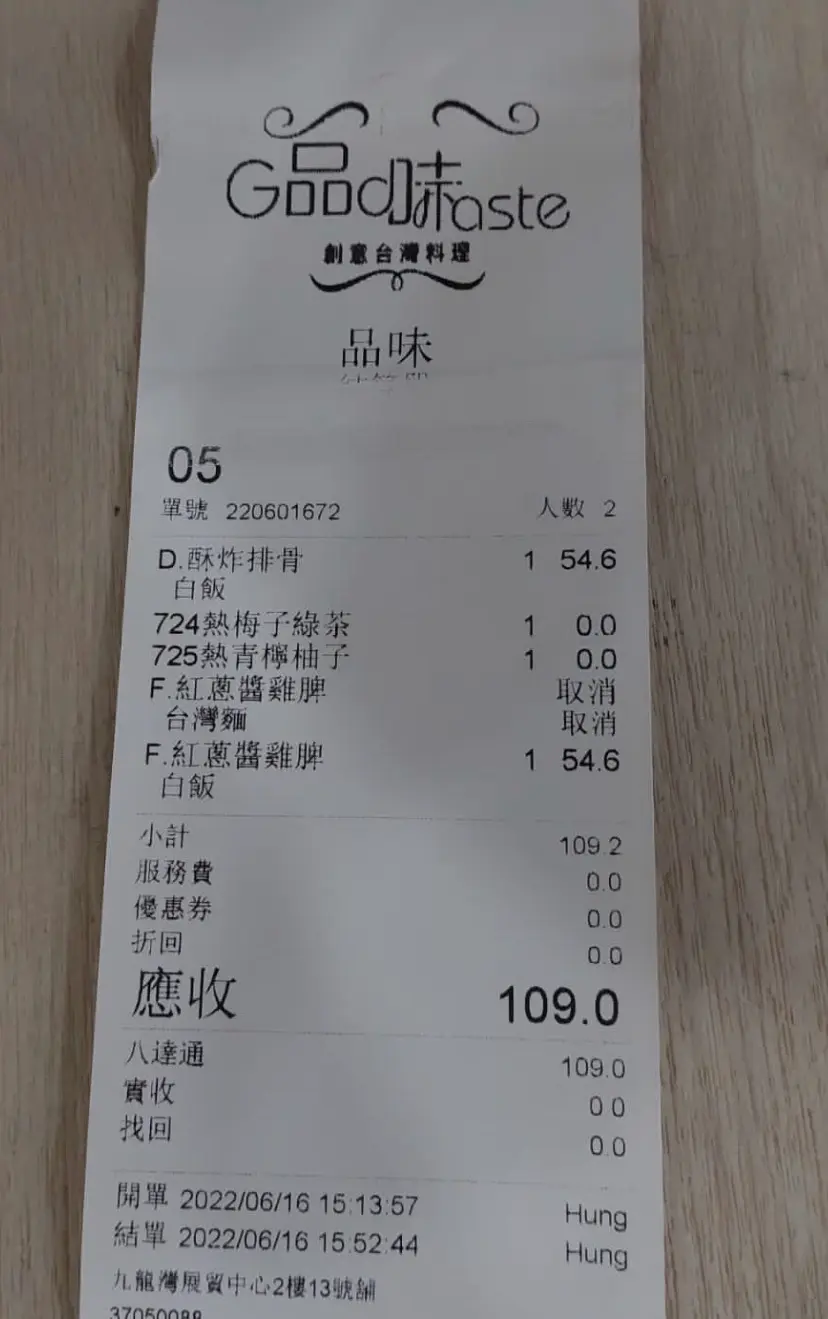 G品味aste
創意台灣料理
品味
05
單號 220601672 人數 2
D.酥炸排骨 1 54.6
白飯
724熱梅子綠茶 1 0.0
725熱青檸柚子 1 0.0
F.紅蔥醬雞髀 取消
台灣麵 取消
F.紅蔥醬雞髀 1 54.6
白飯
小計 109.2
服務費 0.0
優惠券 0.0
折回 0.0
應收 109.0
八達通 109.0
實收 0.0
找回 0.0
開單 2022/06/16 15:13:57 Hung
結單 2022/06/16 15:52:44 Hung
九龍灣展貿中心2樓13號舖
37050088